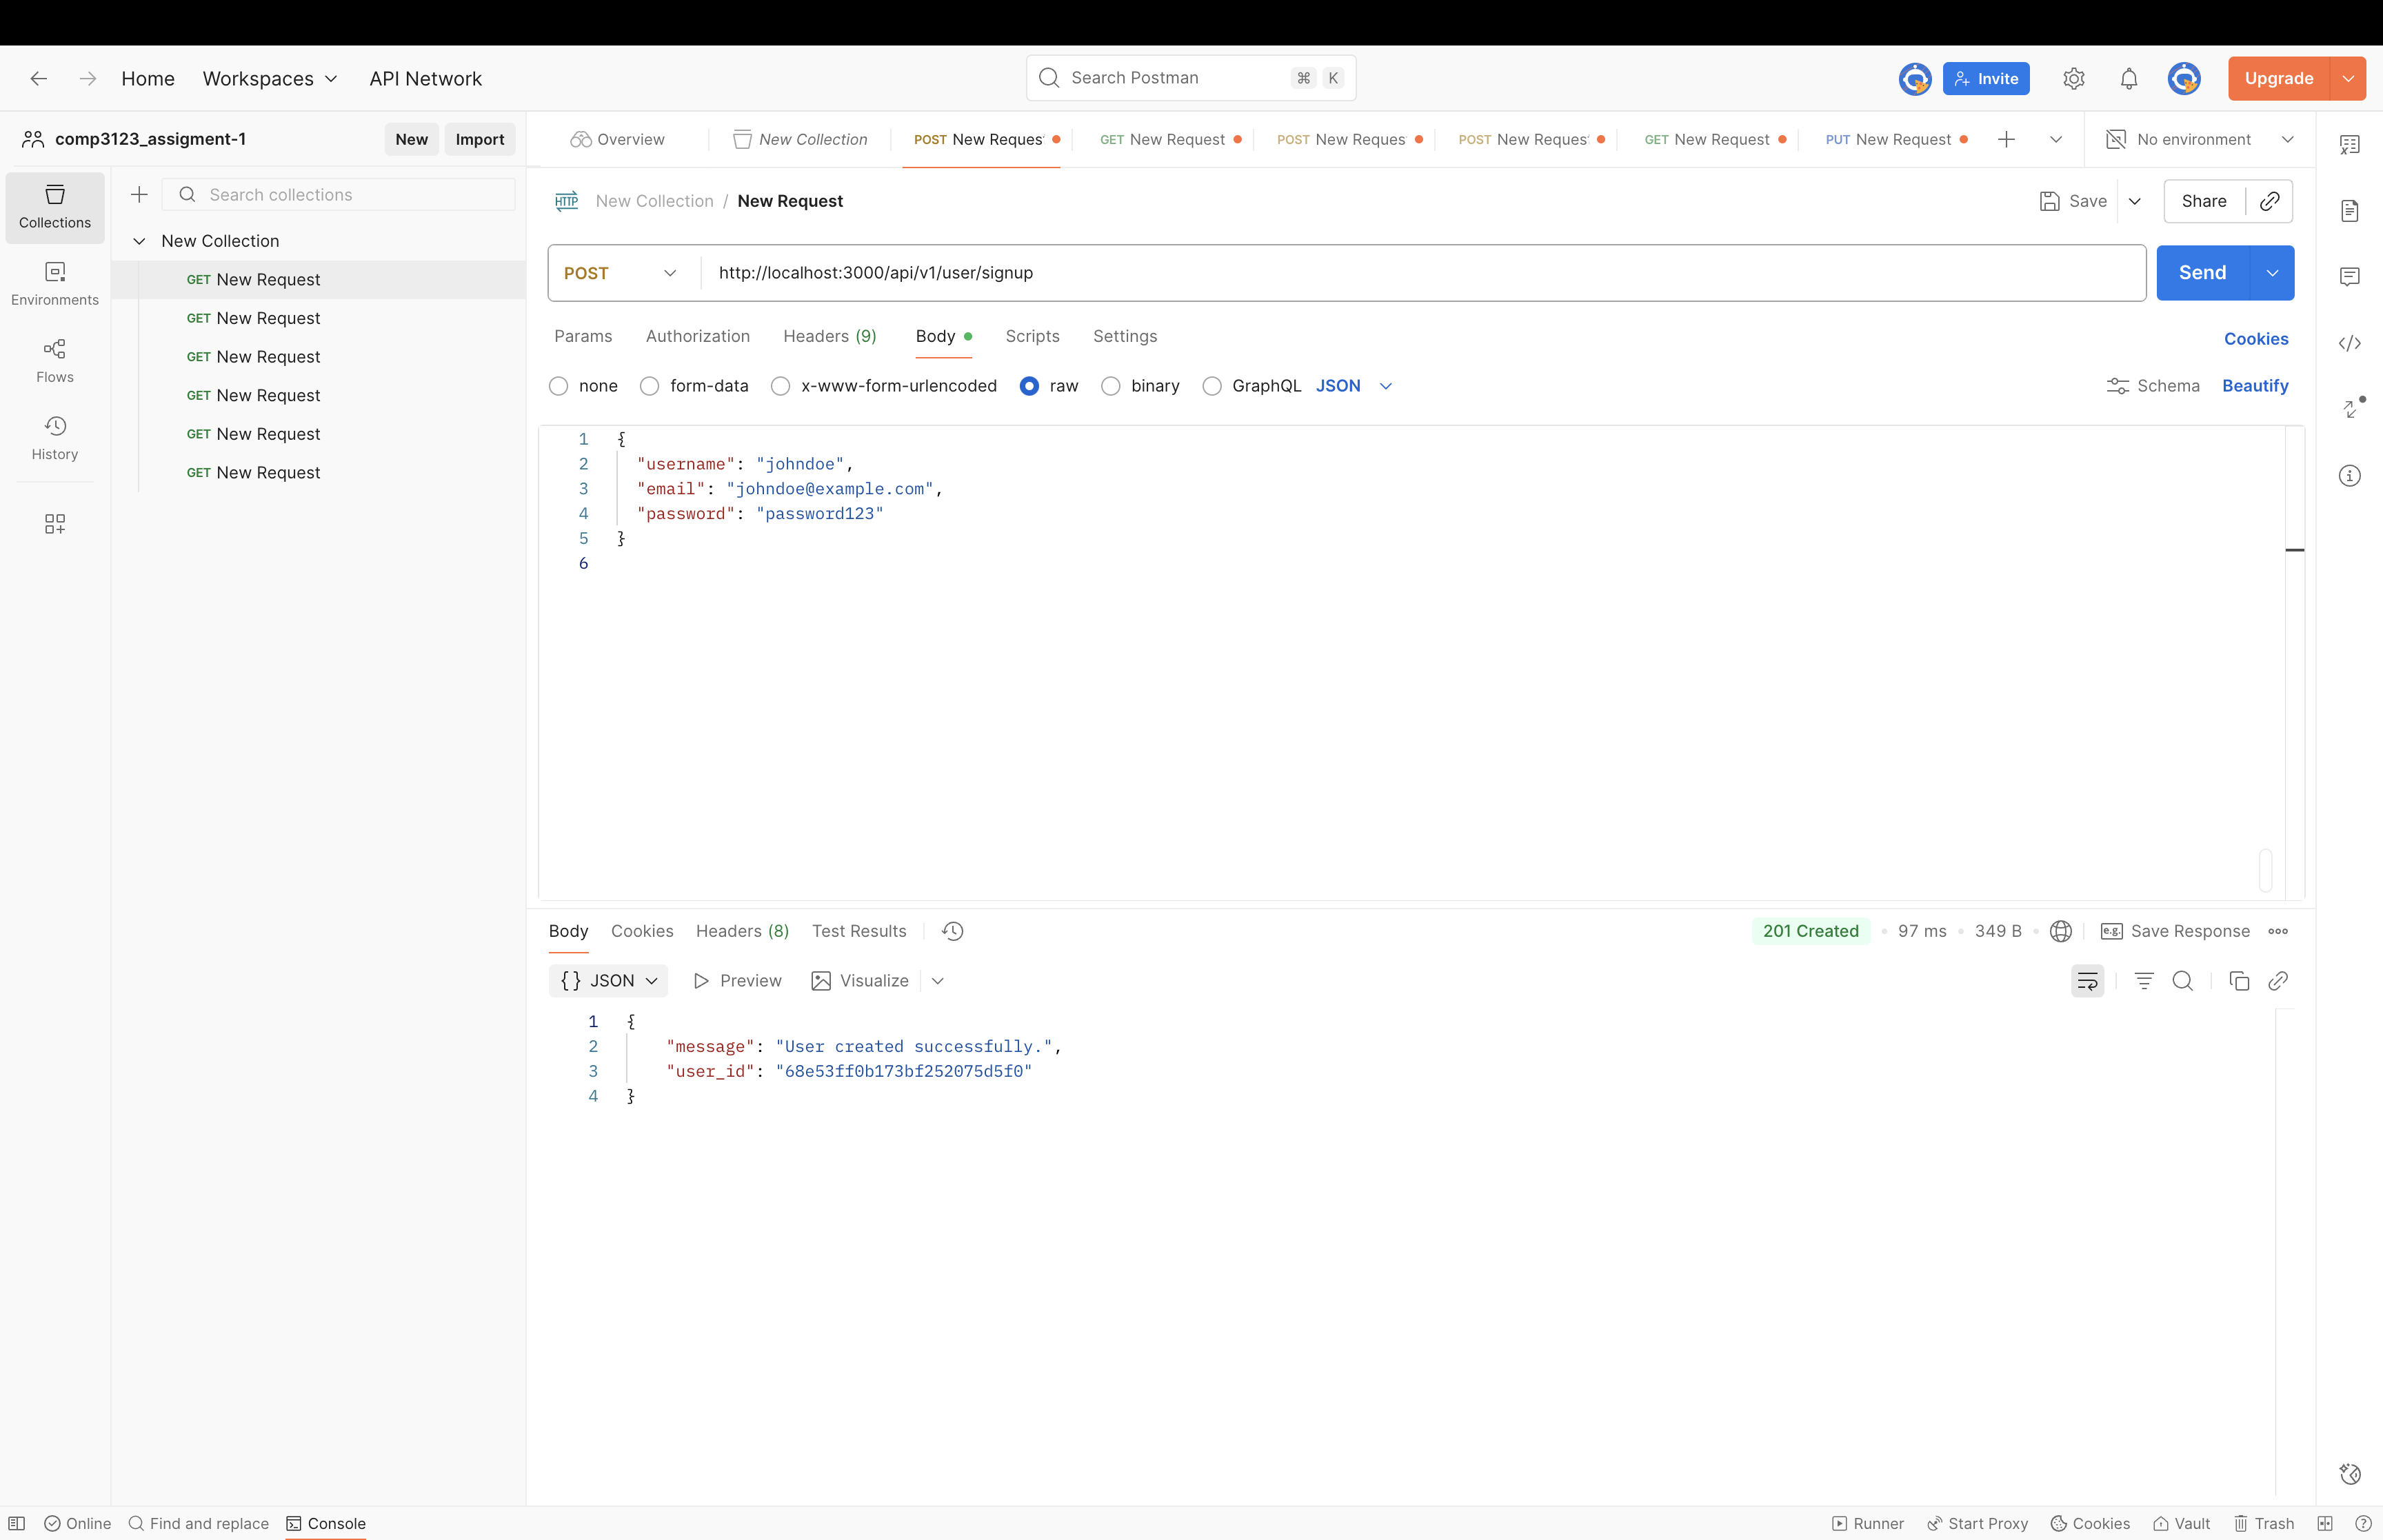 Home Workspaces API Network Search Postman ⌘ K Invite Upgrade
comp3123_assigment-1 New Import
Overview New Collection POST New Reques GET New Request POST New Reques POST New Reques GET New Request PUT New Request No environment
Collections
Environments
Flows
History
Search collections
New Collection
GET New Request
GET New Request
GET New Request
GET New Request
GET New Request
GET New Request
HTTP New Collection / New Request Save Share
POST http://localhost:3000/api/v1/user/signup Send
Params Authorization Headers (9) Body Scripts Settings Cookies
none form-data x-www-form-urlencoded raw binary GraphQL JSON Schema Beautify
1 {
2 "username": "johndoe",
3 "email": "johndoe@example.com",
4 "password": "password123"
5 }
6
Body Cookies Headers (8) Test Results 201 Created • 97 ms • 349 B • e.g. Save Response
{} JSON Preview Visualize
1 {
2 "message": "User created successfully.",
3 "user_id": "68e53ff0b173bf252075d5f0"
4 }
Online Find and replace Console Runner Start Proxy Cookies Vault Trash